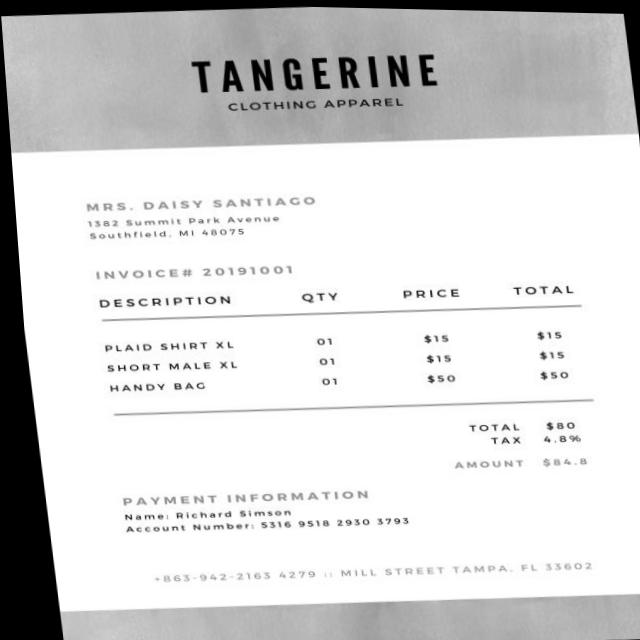 TANGERINE
CLOTHING APPAREL
MRS. DAISY SANTIAGO
1382 Summit Park Avenue
Southfield, MI 48075
INVOICE# 20191001
DESCRIPTION QTY PRICE TOTAL
PLAID SHIRT XL 01 $15 $15
SHORT MALE XL 01 $15 $15
HANDY BAG 01 $50 $50
TOTAL $80
TAX 4.8%
AMOUNT $84.8
PAYMENT INFORMATION
Name: Richard Simson
Account Number: 5316 9518 2930 3793
+863-942-2163 4279 :: MILL STREET TAMPA, FL 33602